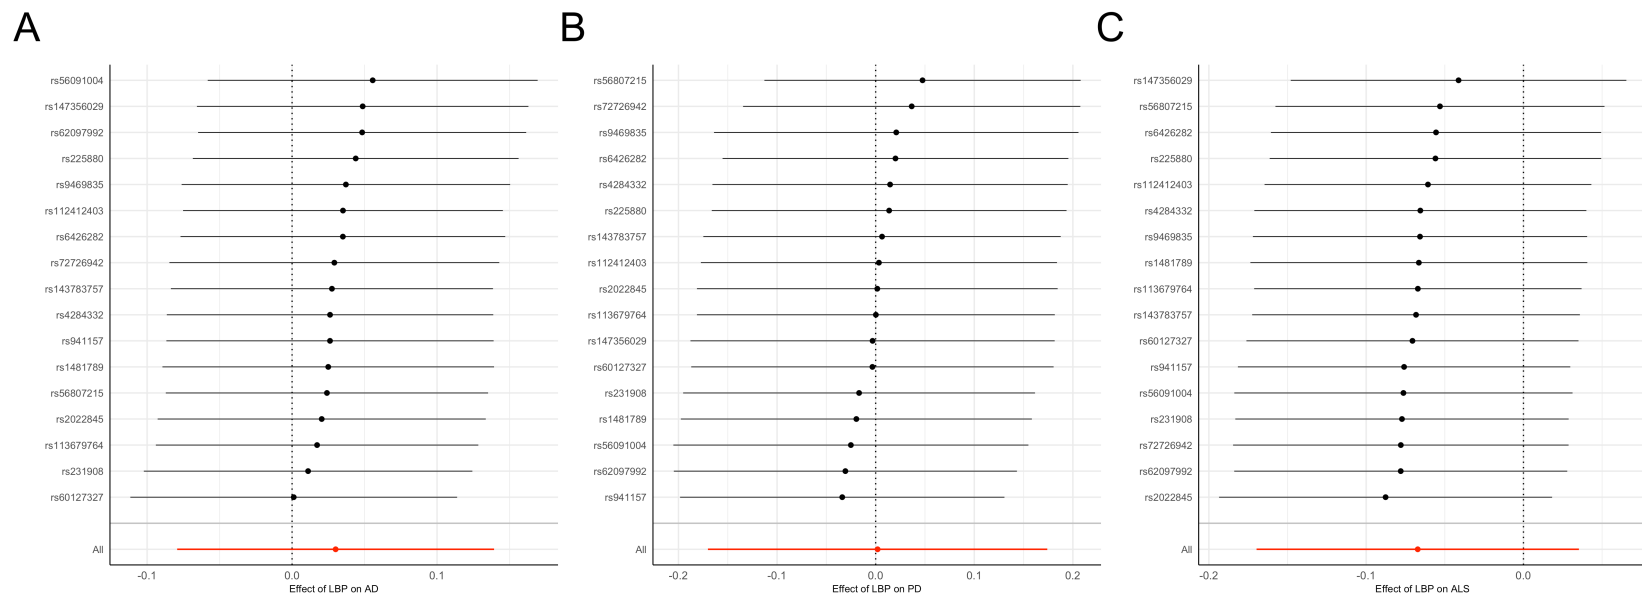 A
rs56091004
rs147356029
rs62097992
rs225880
rs9469835
rs112412403
rs6426282
rs72726942
rs143783757
rs4284332
rs941157
rs1481789
rs56807215
rs2022845
rs113679764
rs231908
rs60127327
All
-0.1 0.0 0.1
Effect of LBP on AD
B
rs56807215
rs72726942
rs9469835
rs6426282
rs4284332
rs225880
rs143783757
rs112412403
rs2022845
rs113679764
rs147356029
rs60127327
rs231908
rs1481789
rs56091004
rs62097992
rs941157
All
-0.2 -0.1 0.0 0.1 0.2
Effect of LBP on PD
C
rs147356029
rs56807215
rs6426282
rs225880
rs112412403
rs4284332
rs9469835
rs1481789
rs113679764
rs143783757
rs60127327
rs941157
rs56091004
rs231908
rs72726942
rs62097992
rs2022845
All
-0.2 -0.1 0.0
Effect of LBP on ALS